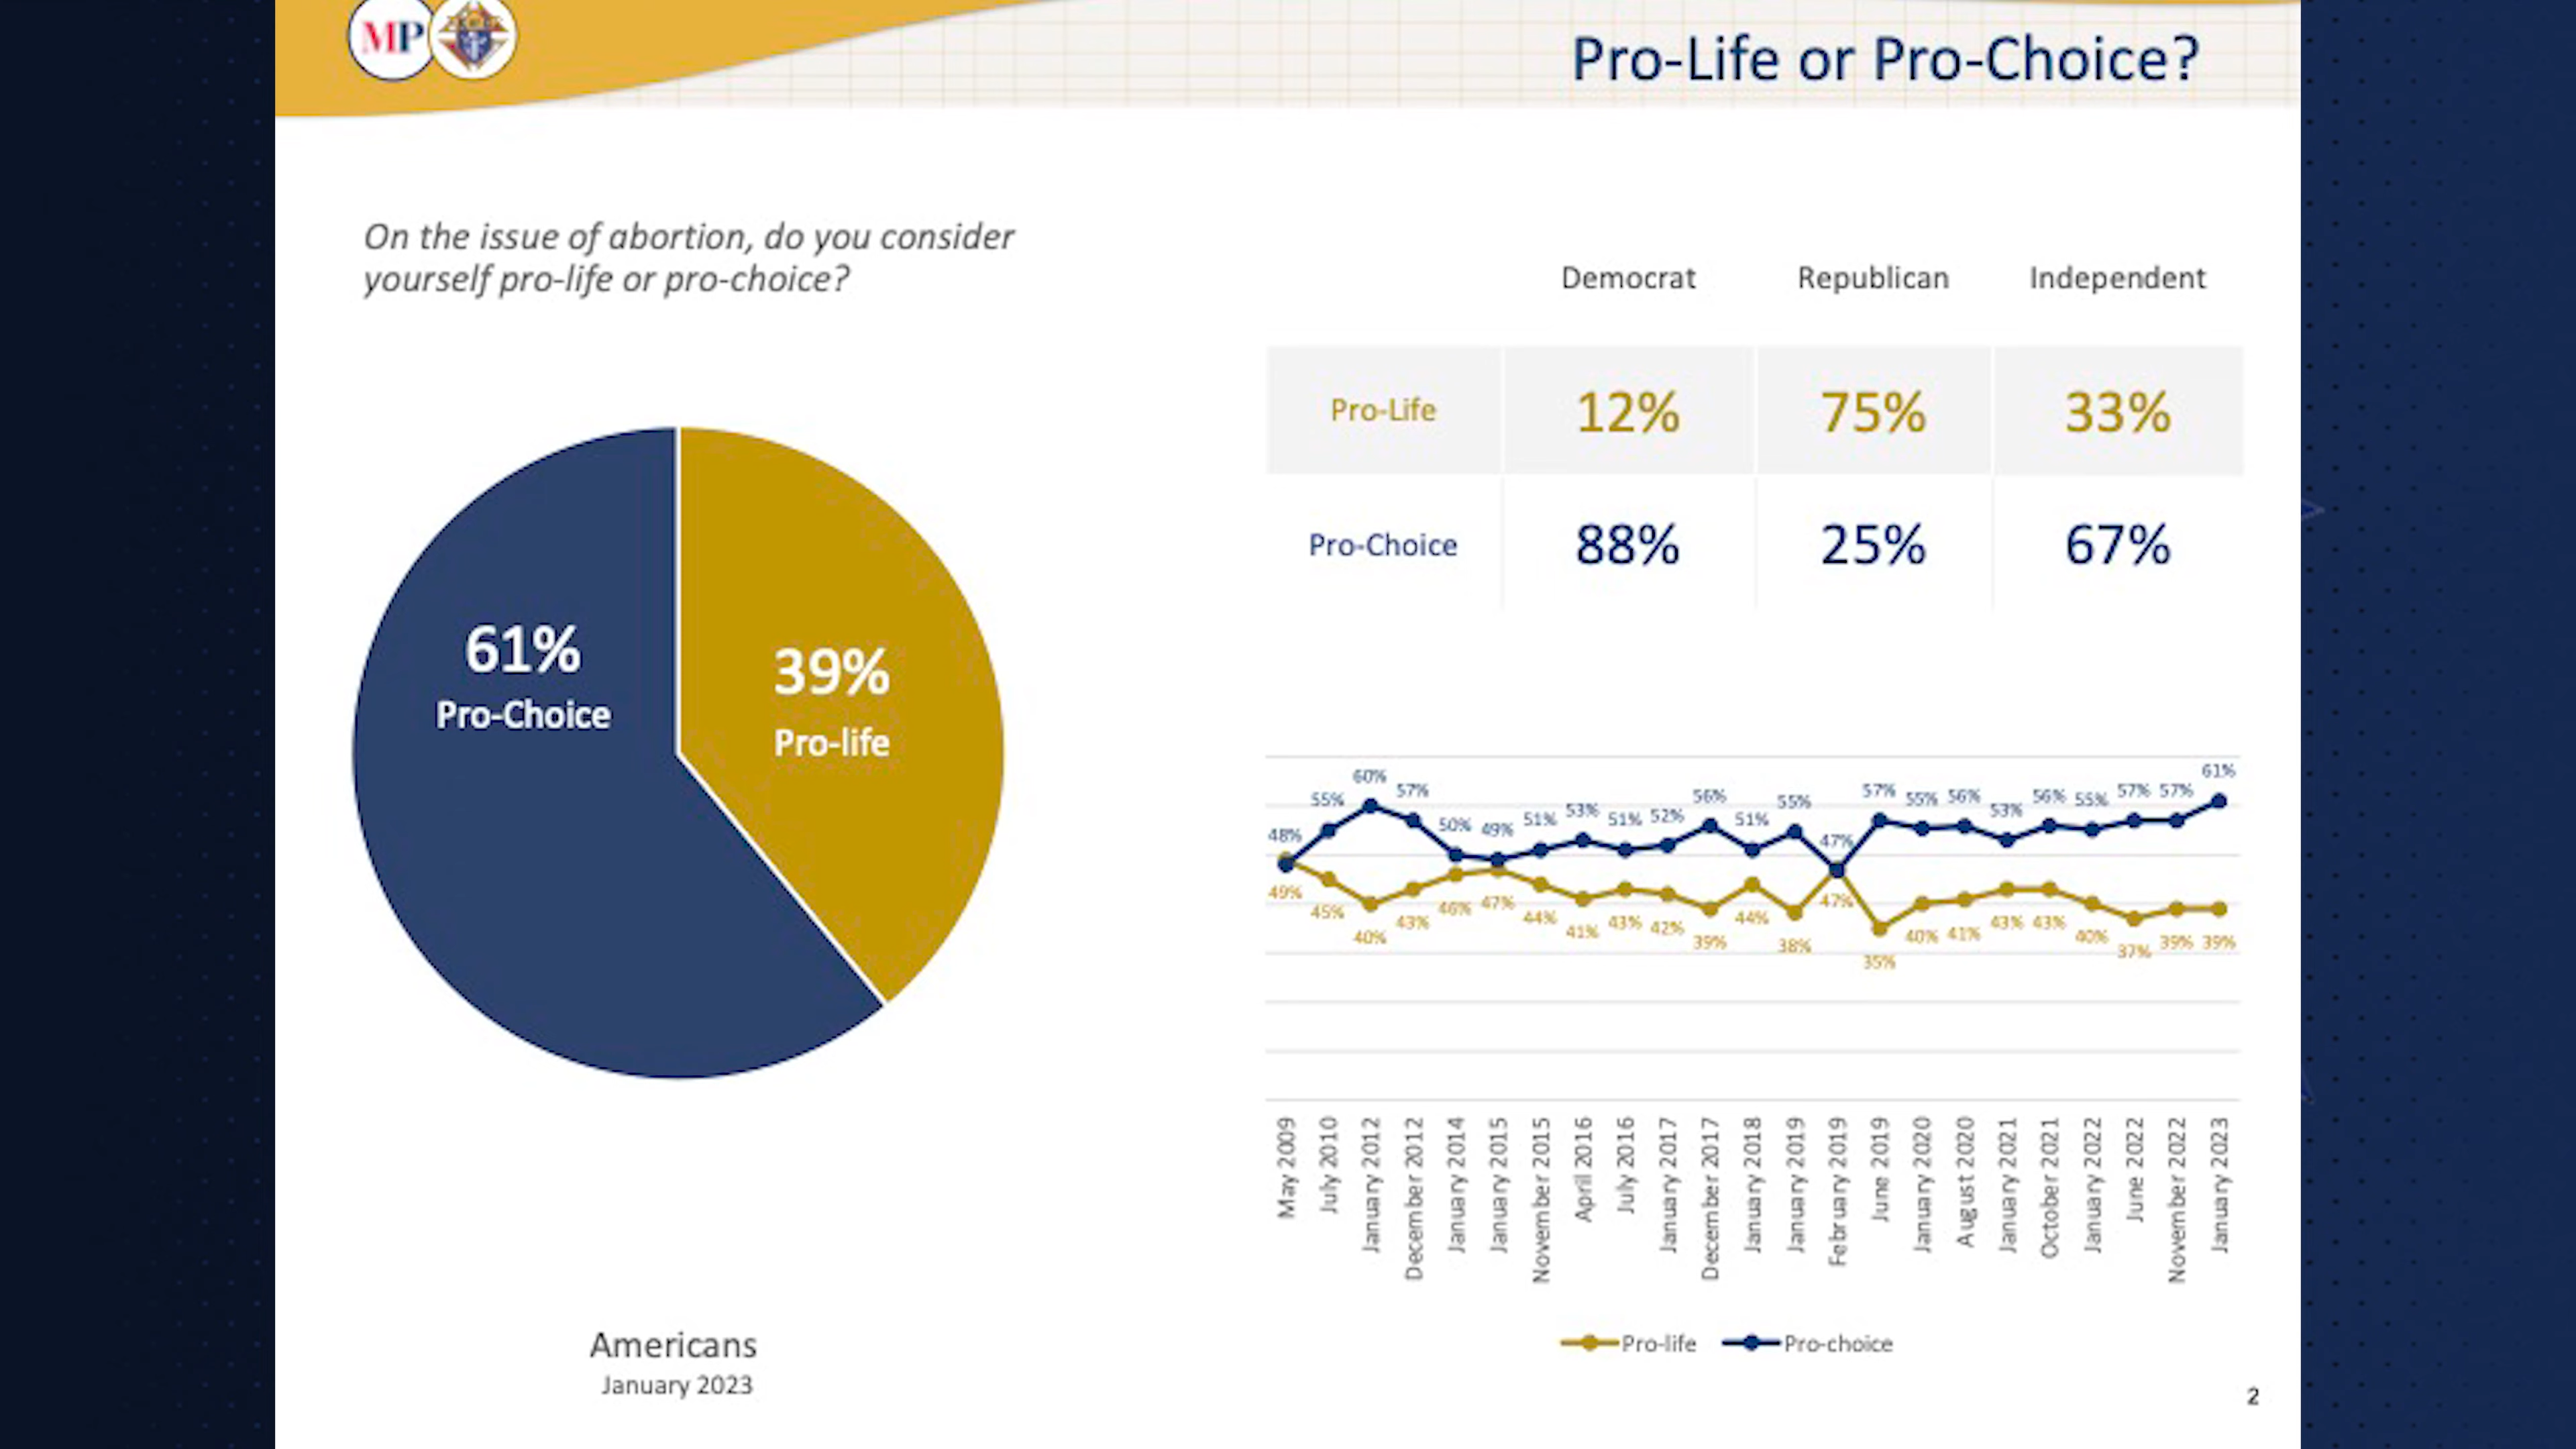 MP
Pro-Life or Pro-Choice?
On the issue of abortion, do you consider
yourself pro-life or pro-choice?
61%
Pro-Choice
39%
Pro-life
Americans
January 2023
Democrat Republican Independent
Pro-Life 12% 75% 33%
Pro-Choice 88% 25% 67%
48% 55% 60% 57% 50% 49% 51% 53% 51% 52% 56% 51% 55% 47% 57% 55% 56% 53% 56% 55% 57% 57% 61%
49% 45% 40% 43% 46% 47% 44% 41% 43% 42% 39% 44% 38% 47% 35% 40% 41% 43% 43% 40% 37% 39% 39%
May 2009
July 2010
January 2012
December 2012
January 2014
January 2015
November 2015
April 2016
July 2016
January 2017
December 2017
January 2018
January 2019
February 2019
June 2019
January 2020
August 2020
January 2021
October 2021
January 2022
June 2022
November 2022
January 2023
Pro-life Pro-choice
2